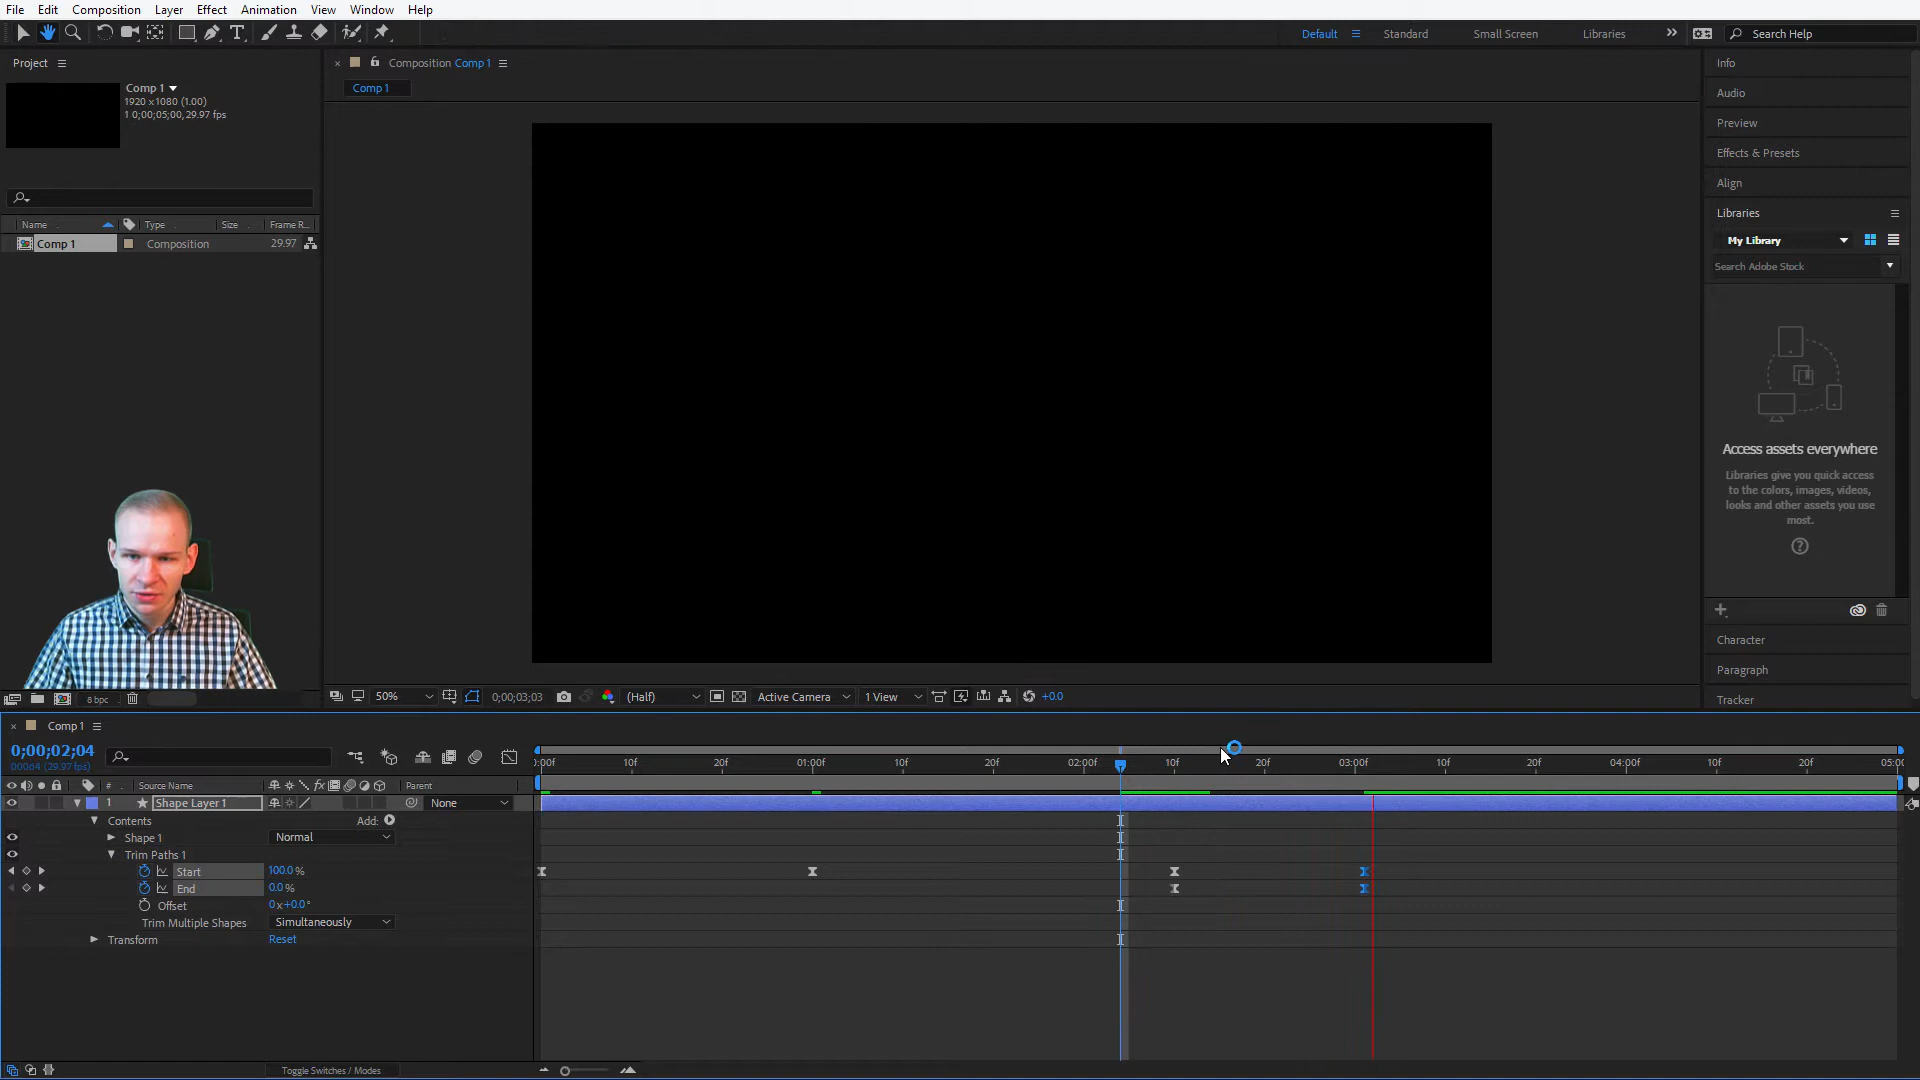 File Edit Composition Layer Effect Animation View Window Help
Default Standard Small Screen Libraries Search Help
Project
Comp 1
1920 x1080 (1.00)
1 0;00;05;00, 29.97 fps
Name Type Size Frame R...
Comp 1 Composition 29.97
8 bpc
Composition Comp 1
Comp 1
50% 0;00;03;03 (Half) Active Camera 1 View +0.0
Info
Audio
Preview
Effects & Presets
Align
Libraries
My Library
Search Adobe Stock
Access assets everywhere
Libraries give you quick access
to the colors, images, videos,
looks and other assets you use
most.
Character
Paragraph
Tracker
Comp 1
0;00;02;04
00064 (29.97 fps)
:00f 10f 20f 01:00f 10f 20f 02:00f 10f 20f 03:00f 10f 20f 04:00f 10f 20f 05:00
# Source Name fx Parent
1 Shape Layer 1 None
Contents Add:
Shape 1 Normal
Trim Paths 1
Start 100.0 %
End 0.0 %
Offset 0 x+0.0 °
Trim Multiple Shapes Simultaneously
Transform Reset
Toggle Switches / Modes